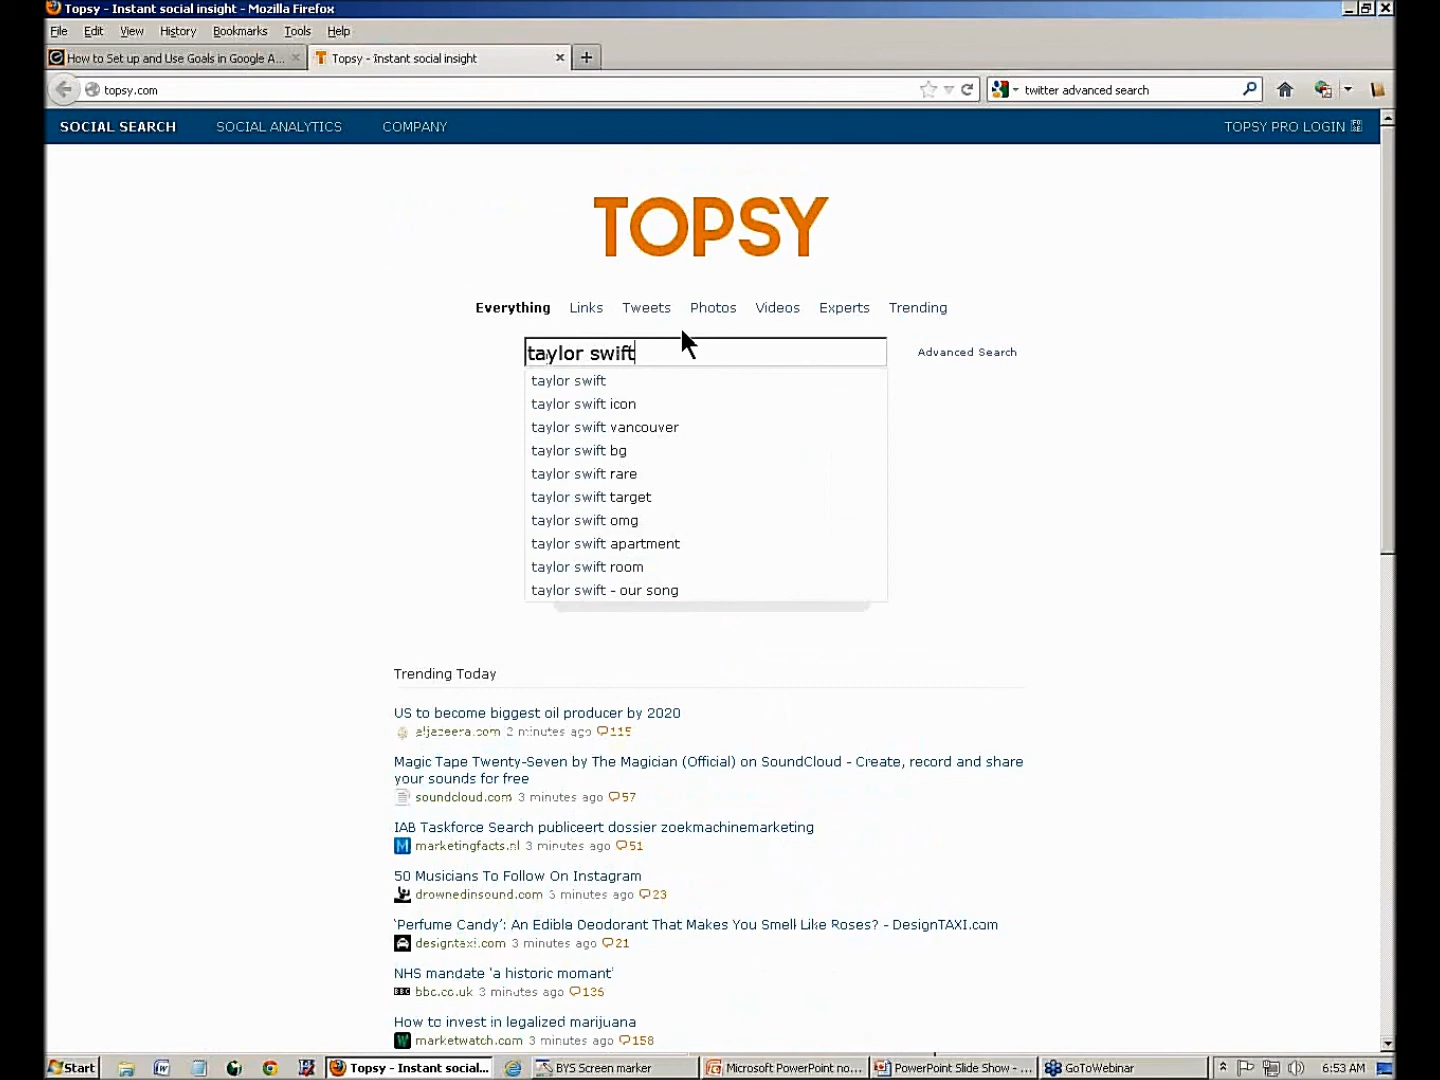 Topsy - Instant social insight - Mozilla Firefox
File Edit View History Bookmarks Tools Help
How to Set up and Use Goals in Google A... Topsy - Instant social insight
topsy.com twitter advanced search
SOCIAL SEARCH SOCIAL ANALYTICS COMPANY TOPSY PRO LOGIN
TOPSY
Everything Links Tweets Photos Videos Experts Trending
taylor swift Advanced Search
taylor swift
taylor swift icon
taylor swift vancouver
taylor swift bg
taylor swift rare
taylor swift target
taylor swift omg
taylor swift apartment
taylor swift room
taylor swift - our song
Trending Today
US to become biggest oil producer by 2020
aljazeera.com 2 minutes ago 115
Magic Tape Twenty-Seven by The Magician (Official) on SoundCloud - Create, record and share
your sounds for free
soundcloud.com 3 minutes ago 57
IAB Taskforce Search publiceert dossier zoekmachinemarketing
marketingfacts.nl 3 minutes ago 51
50 Musicians To Follow On Instagram
drownedinsound.com 3 minutes ago 23
'Perfume Candy': An Edible Deodorant That Makes You Smell Like Roses? - DesignTAXI.com
designtaxi.com 3 minutes ago 21
NHS mandate 'a historic moment'
BBC bbc.co.uk 3 minutes ago 135
How to invest in legalized marijuana
marketwatch.com 3 minutes ago 158
Start Topsy - Instant social... BYS Screen marker Microsoft PowerPoint no... PowerPoint Slide Show - ... GoToWebinar 6:53 AM